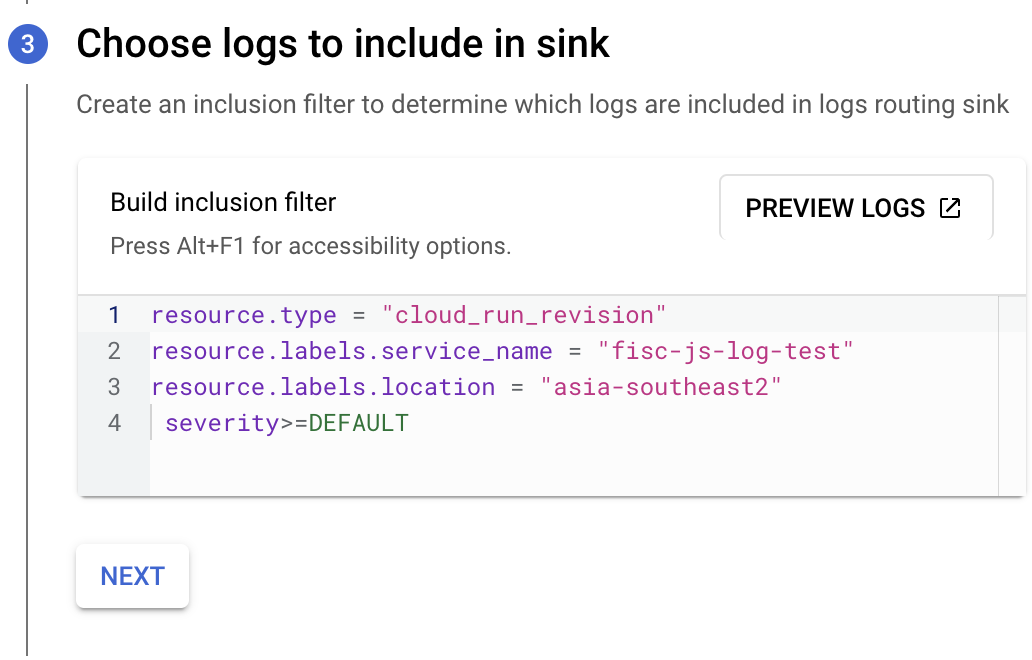 3 Choose logs to include in sink
Create an inclusion filter to determine which logs are included in logs routing sink
Build inclusion filter
PREVIEW LOGS
Press Alt+F1 for accessibility options.
1 resource.type = "cloud_run_revision"
2 resource.labels.service_name = "fisc-js-log-test"
3 resource.labels.location = "asia-southeast2"
4  severity>=DEFAULT
NEXT